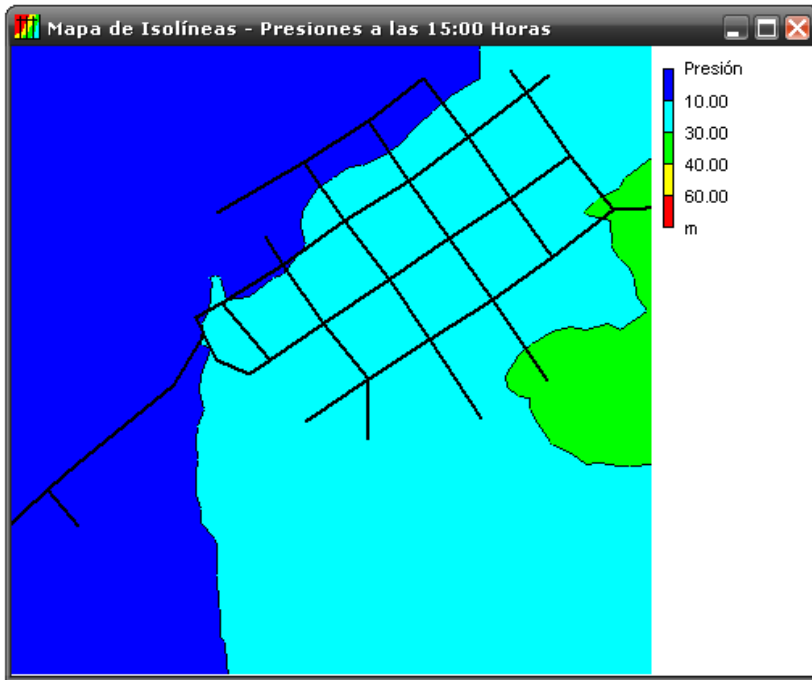 Mapa de Isolíneas - Presiones a las 15:00 Horas
Presión
10.00
30.00
40.00
60.00
m